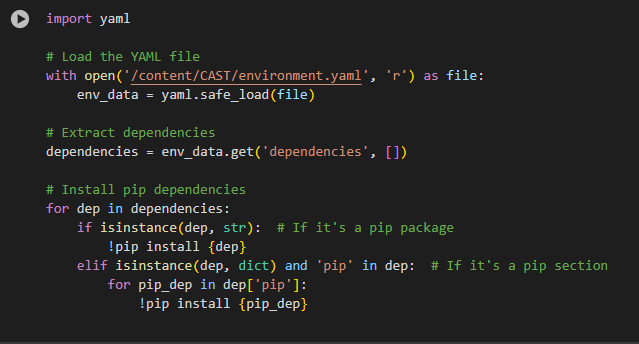 import yaml
# Load the YAML file
with open('/content/CAST/environment.yaml', 'r') as file:
    env_data = yaml.safe_load(file)
# Extract dependencies
dependencies = env_data.get('dependencies', [])
# Install pip dependencies
for dep in dependencies:
    if isinstance(dep, str):  # If it's a pip package
        !pip install {dep}
    elif isinstance(dep, dict) and 'pip' in dep:  # If it's a pip section
        for pip_dep in dep['pip']:
            !pip install {pip_dep}